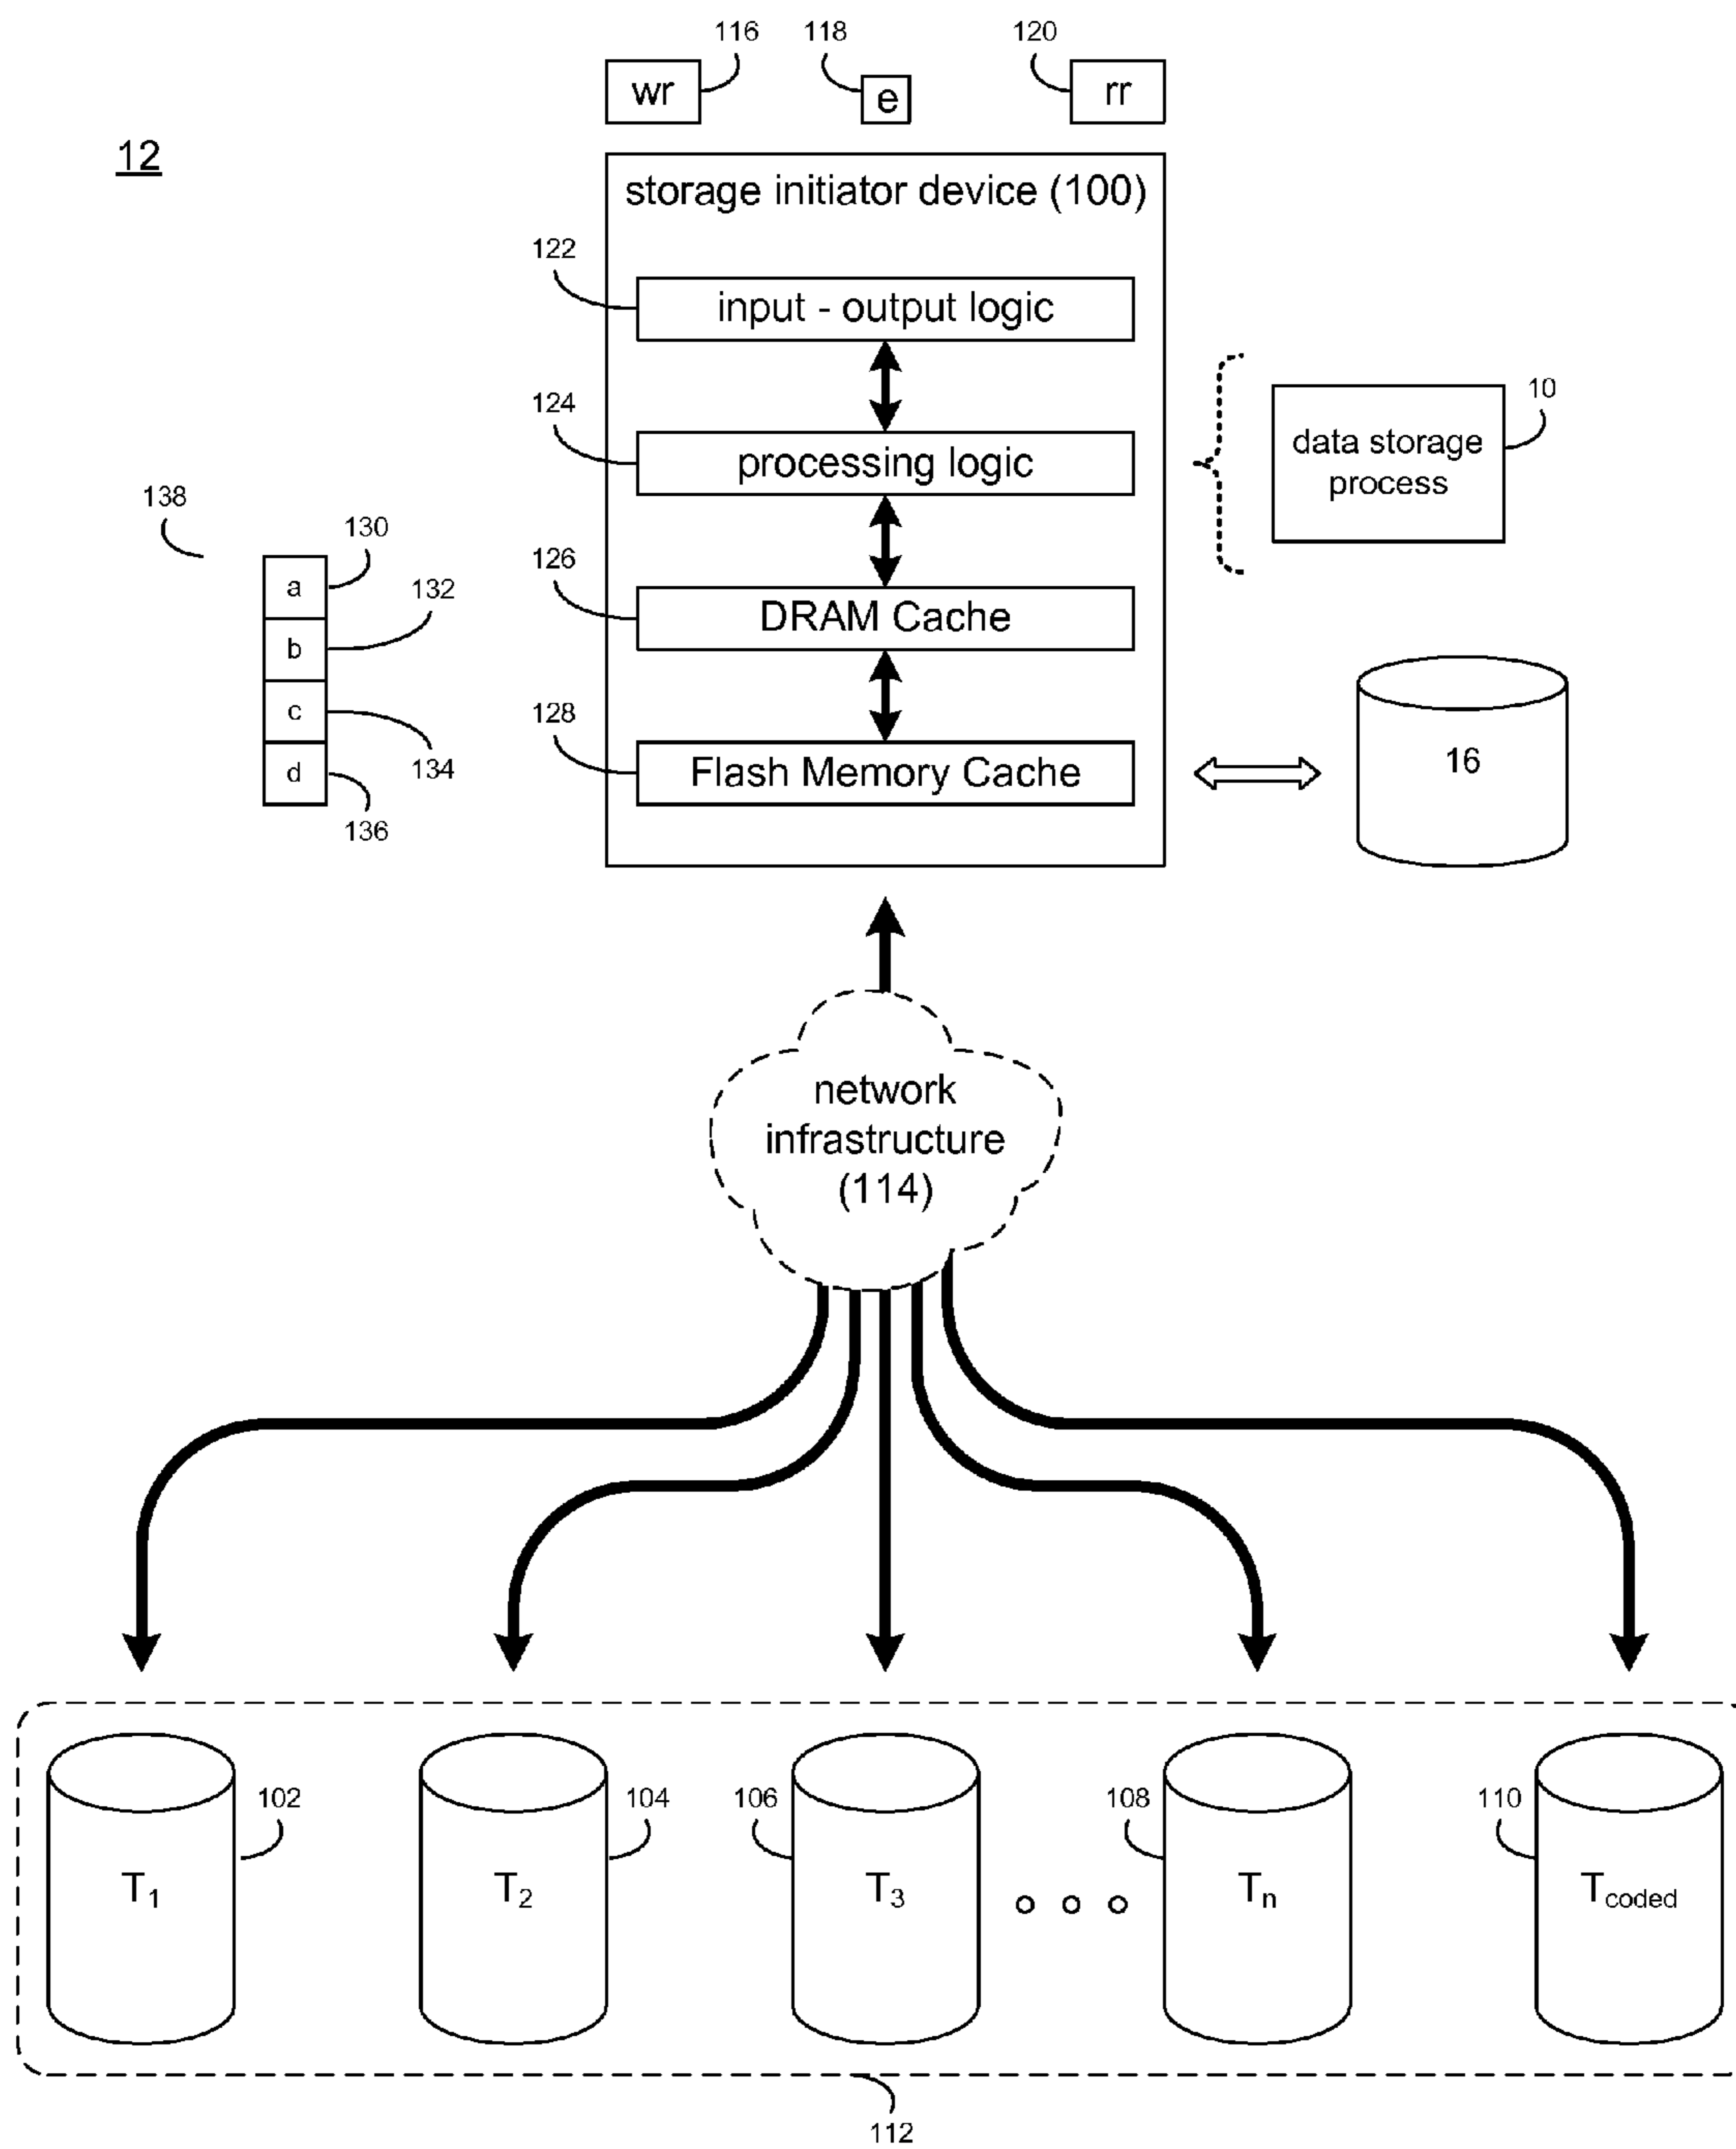 116
118
120
wr
e
rr
12
storage initiator device (100)
122
input - output logic
124
processing logic
10
data storage
process
138
130
a
132
b
c
134
d
136
126
DRAM Cache
128
Flash Memory Cache
16
network
infrastructure
(114)
102
104
106
108
110
T1
T2
T3
Tn
Tcoded
112